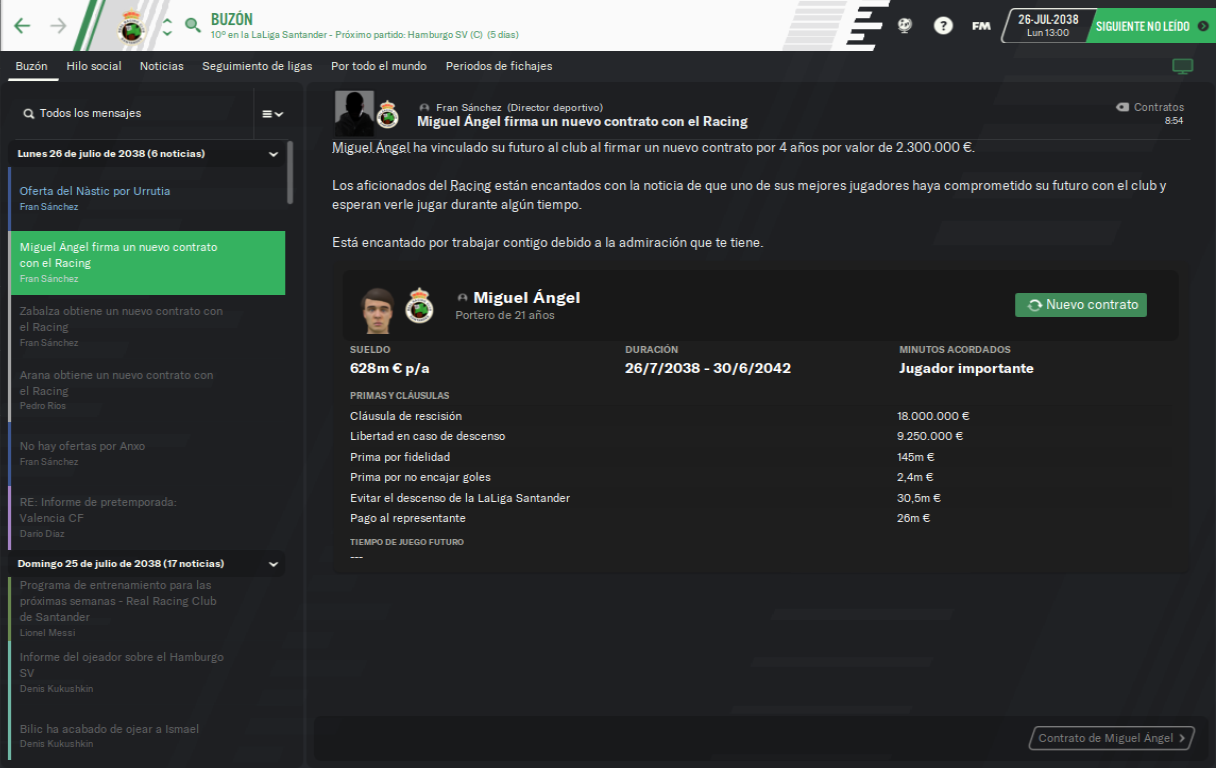 BUZÓN
10º en la LaLiga Santander - Próximo partido: Hamburgo SV (C) (5 días)
?
FM
26-JUL-2038
Lun 13:00
SIGUIENTE NO LEÍDO
Buzón Hilo social Noticias Seguimiento de ligas Por todo el mundo Periodos de fichajes
Todos los mensajes
Lunes 26 de julio de 2038 (6 noticias)
Oferta del Nàstic por Urrutia
Fran Sánchez
Miguel Ángel firma un nuevo contrato
con el Racing
Fran Sánchez
Zabalza obtiene un nuevo contrato con
el Racing
Fran Sánchez
Arana obtiene un nuevo contrato con
el Racing
Pedro Ríos
No hay ofertas por Anxo
Fran Sánchez
RE: Informe de pretemporada:
Valencia CF
Darío Díaz
Domingo 25 de julio de 2038 (17 noticias)
Programa de entrenamiento para las
próximas semanas - Real Racing Club
de Santander
Lionel Messi
Informe del ojeador sobre el Hamburgo
SV
Denis Kukushkin
Bilic ha acabado de ojear a Ismael
Denis Kukushkin
Fran Sánchez (Director deportivo)
Miguel Ángel firma un nuevo contrato con el Racing
Contratos
8:54
Miguel Ángel ha vinculado su futuro al club al firmar un nuevo contrato por 4 años por valor de 2.300.000 €.
Los aficionados del Racing están encantados con la noticia de que uno de sus mejores jugadores haya comprometido su futuro con el club y
esperan verle jugar durante algún tiempo.
Está encantado por trabajar contigo debido a la admiración que te tiene.
Miguel Ángel
Portero de 21 años
Nuevo contrato
SUELDO DURACIÓN MINUTOS ACORDADOS
628m € p/a 26/7/2038 - 30/6/2042 Jugador importante
PRIMAS Y CLÁUSULAS
Cláusula de rescisión 18.000.000 €
Libertad en caso de descenso 9.250.000 €
Prima por fidelidad 145m €
Prima por no encajar goles 2,4m €
Evitar el descenso de la LaLiga Santander 30,5m €
Pago al representante 26m €
TIEMPO DE JUEGO FUTURO
---
Contrato de Miguel Ángel